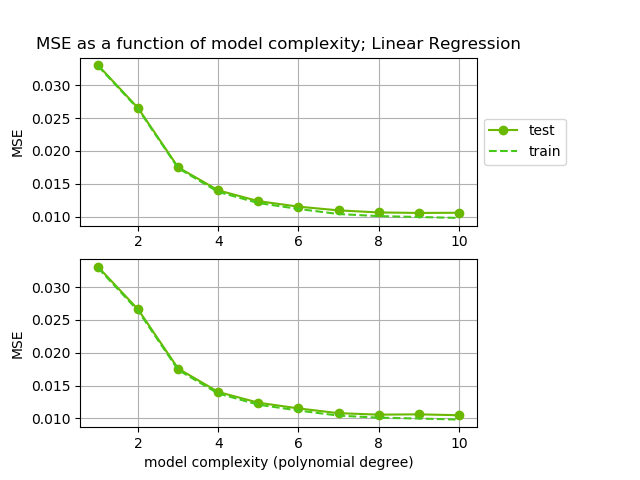 MSE as a function of model complexity; Linear Regression
0.030
0.025
0.020
0.015
0.010
MSE
2 4 6 8 10
test
train
0.030
0.025
0.020
0.015
0.010
MSE
2 4 6 8 10
model complexity (polynomial degree)